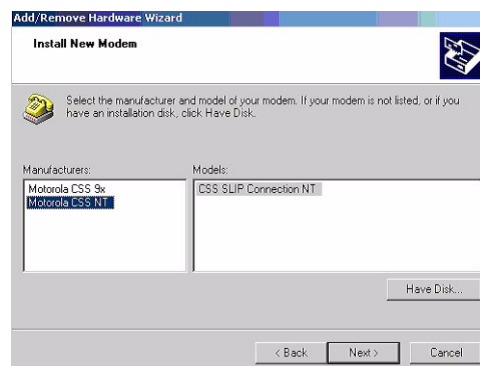 Add/Remove Hardware Wizard
Install New Modem
Select the manufacturer and model of your modem. If your modem is not listed, or if you
have an installation disk, click Have Disk.
Manufacturers:
Models:
Motorola CSS 9x
Motorola CSS NT
CSS SLIP Connection NT
Have Disk...
< Back
Next >
Cancel